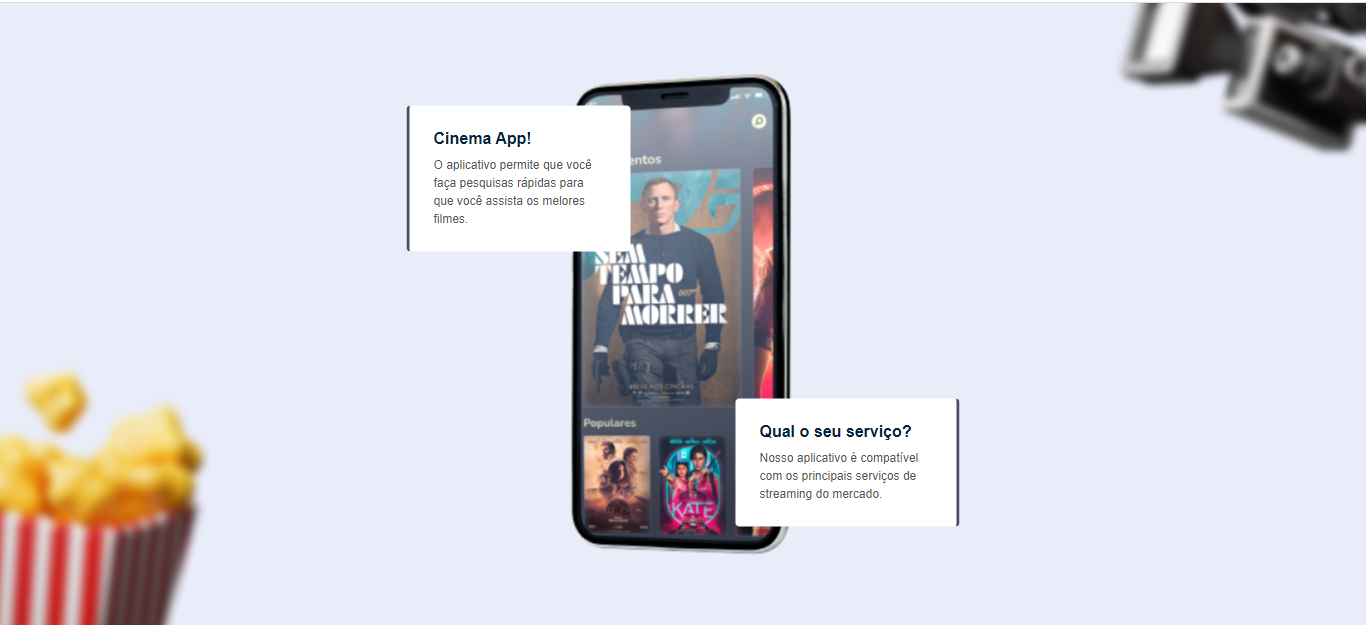 Cinema App!
O aplicativo permite que você
faça pesquisas rápidas para
que você assista os melores
filmes.
entos
SEM
TEMPO
PARA
007
MORRER
BREVE NOS CINEMAS
Populares
KATE
Qual o seu serviço?
Nosso aplicativo é compatível
com os principais serviços de
streaming do mercado.